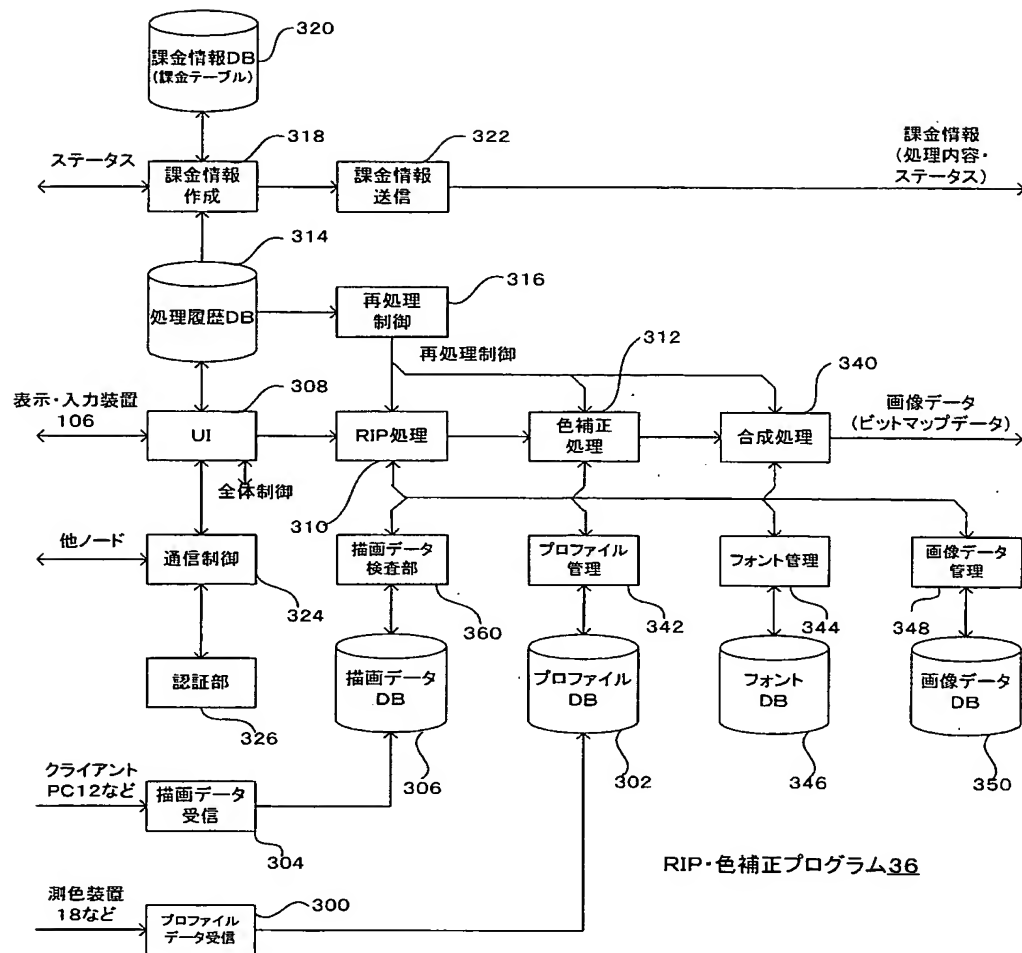 320
課金情報DB
(課金テーブル)
318
322
課金情報
(処理内容・
ステータス)
ステータス
課金情報
作成
課金情報
送信
314
316
処理履歴DB
再処理
制御
再処理制御
312
340
308
表示・入力装置
106
UI
RIP処理
色補正
処理
合成処理
画像データ
(ビットマップデータ)
全体制御
310
他ノード
通信制御
324
描画データ
検査部
360
プロファイル
管理
342
フォント管理
344
画像データ
管理
348
認証部
326
描画データ
DB
306
プロファイル
DB
302
フォント
DB
346
画像データ
DB
350
クライアント
PC12など
描画データ
受信
304
RIP・色補正プログラム36
測色装置
18など
300
プロファイル
データ受信